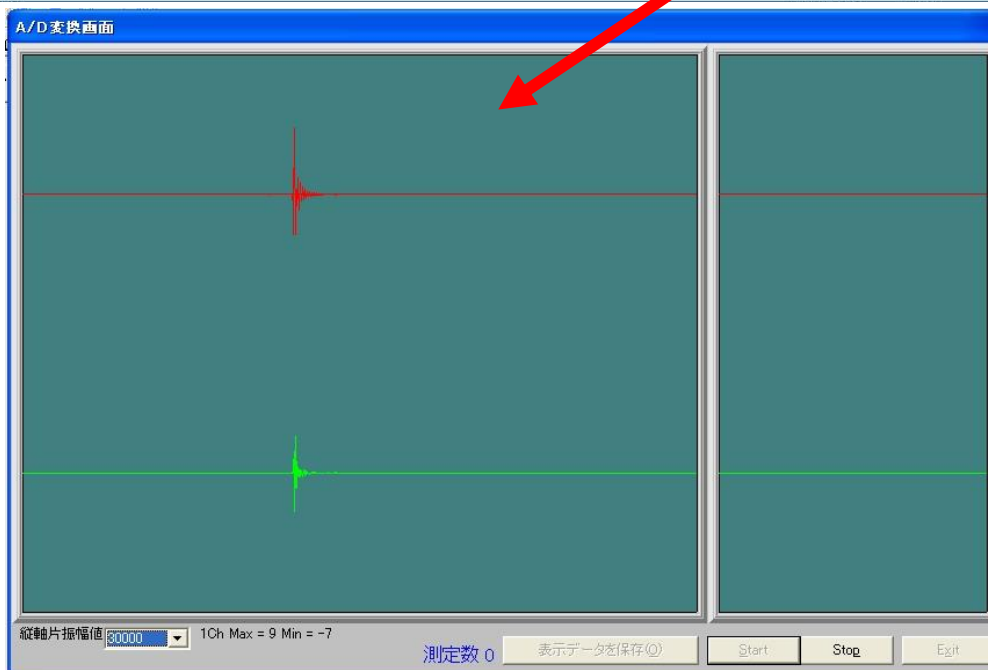 A/D変換画面
縦軸片振幅値 30000 1Ch Max = 9 Min = -7
測定数 0 表示データを保存(O) Start Stop Exit